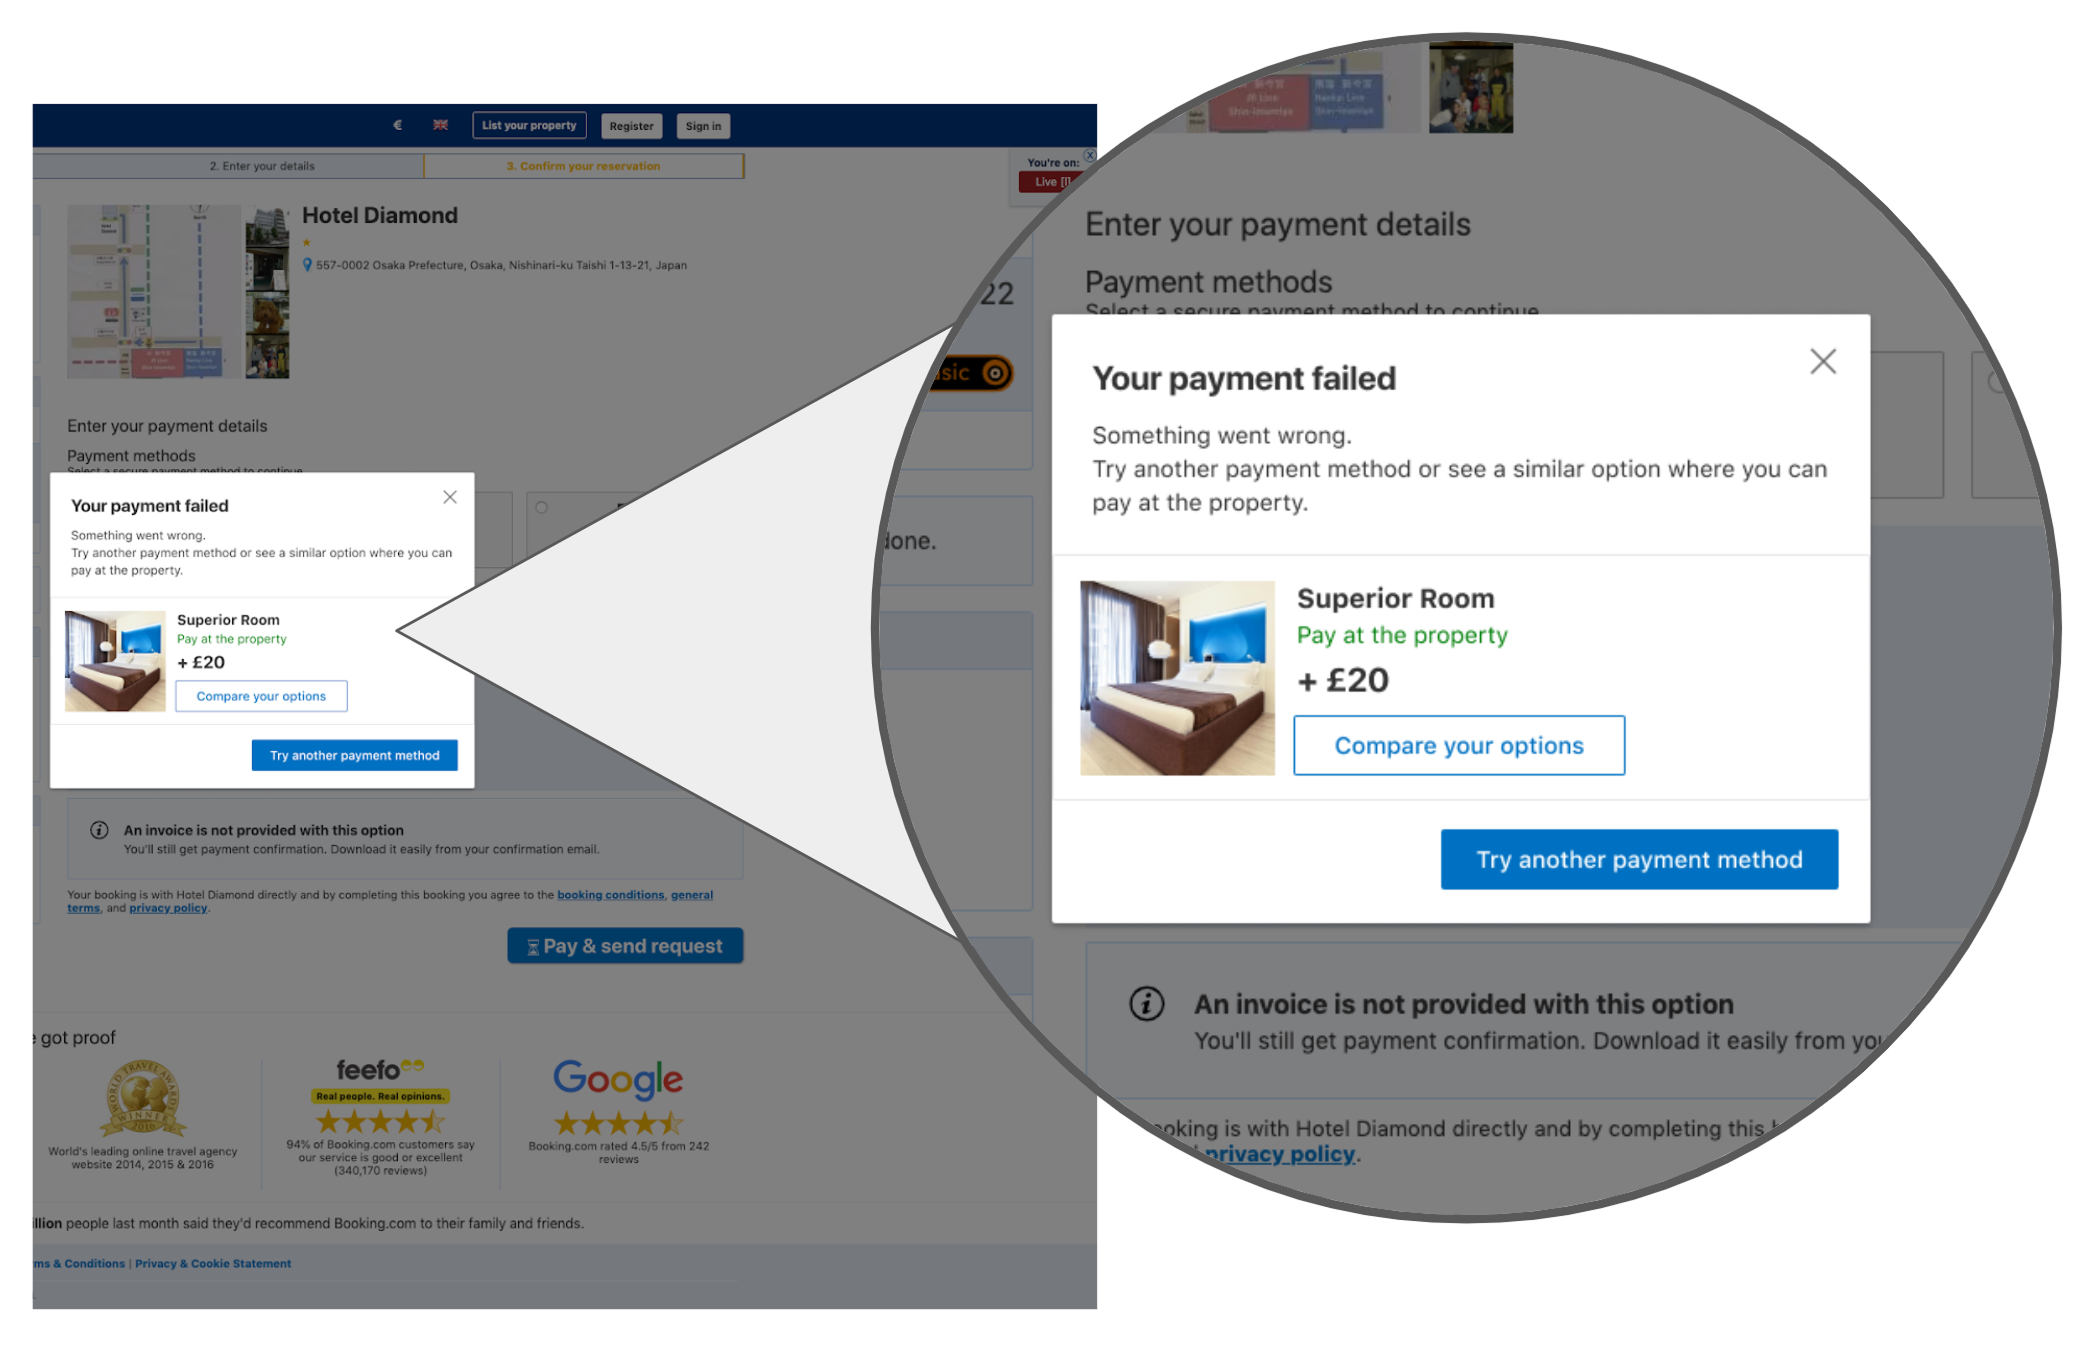 €
List your property
Register
Sign in
2. Enter your details
3. Confirm your reservation
You're on:
Live
Hotel Diamond
557-0002 Osaka Prefecture, Osaka, Nishinari-ku Taishi 1-13-21, Japan
Enter your payment details
Payment methods
Select a secure payment method to continue
Your payment failed
Something went wrong.
Try another payment method or see a similar option where you can
pay at the property.
Superior Room
Pay at the property
+ £20
Compare your options
Try another payment method
An invoice is not provided with this option
You'll still get payment confirmation. Download it easily from your confirmation email.
Your booking is with Hotel Diamond directly and by completing this booking you agree to the booking conditions, general
terms, and privacy policy.
Pay & send request
got proof
WORLD TRAVEL AWARDS
WINNER
2016
World's leading online travel agency
website 2014, 2015 & 2016
feefo
Real people. Real opinions.
94% of Booking.com customers say
our service is good or excellent
(340,170 reviews)
Google
Booking.com rated 4.5/5 from 242
reviews
people last month said they'd recommend Booking.com to their family and friends.
& Conditions | Privacy & Cookie Statement
JR Line
Shin-imamiya
Nankai Line
Enter your payment details
Payment methods
Select a secure payment method to continue
22
sic
done.
Your payment failed
Something went wrong.
Try another payment method or see a similar option where you can
pay at the property.
Superior Room
Pay at the property
+ £20
Compare your options
Try another payment method
An invoice is not provided with this option
You'll still get payment confirmation. Download it easily from
is with Hotel Diamond directly and by completing this
privacy policy.